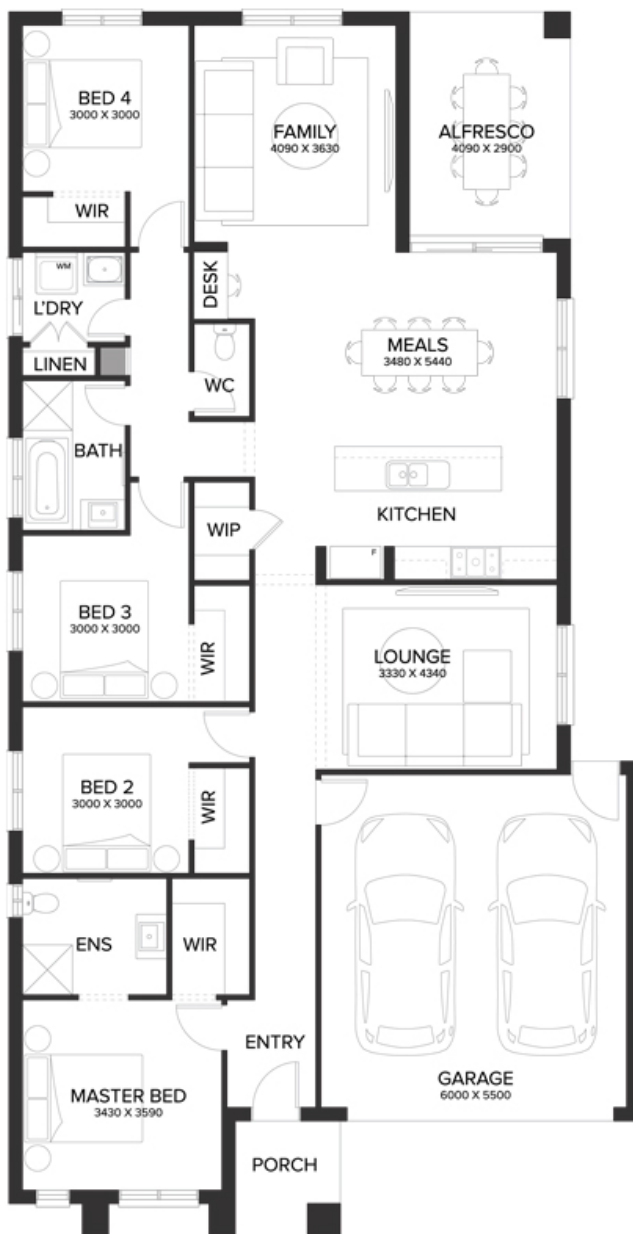 BED 4
3000 X 3000
FAMILY
4090 X 3630
ALFRESCO
4090 X 2900
WIR
WM
L'DRY
DESK
LINEN
WC
MEALS
3480 X 5440
BATH
KITCHEN
WIP
F
BED 3
3000 X 3000
WIR
LOUNGE
3330 X 4340
BED 2
3000 X 3000
WIR
ENS
WIR
ENTRY
MASTER BED
3430 X 3590
GARAGE
6000 X 5500
PORCH